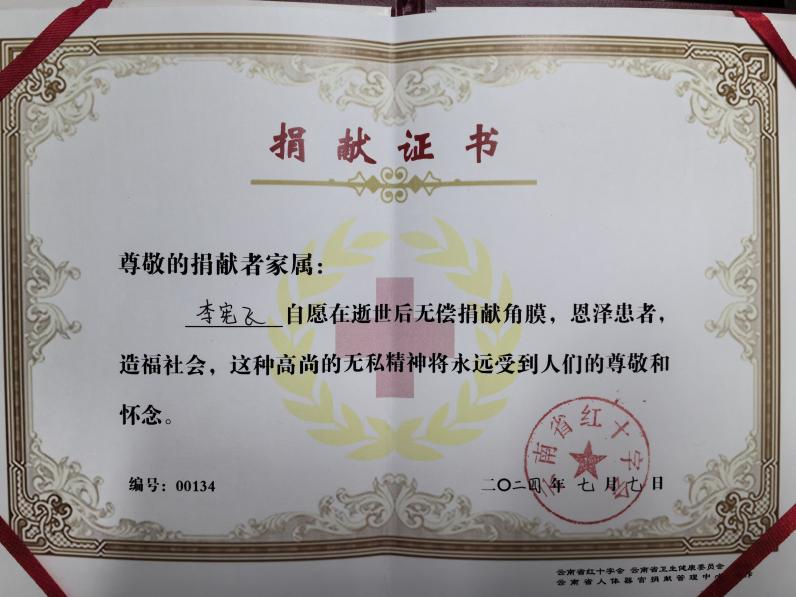 捐献证书
尊敬的捐献者家属：
李宪飞 自愿在逝世后无偿捐献角膜，恩泽患者，
造福社会，这种高尚的无私精神将永远受到人们的尊敬和
怀念。
云南省红十字会
编号：00134
二〇二四年七月七日
云南省红十字会 云南省卫生健康委员会
云南省人体器官捐献管理中心